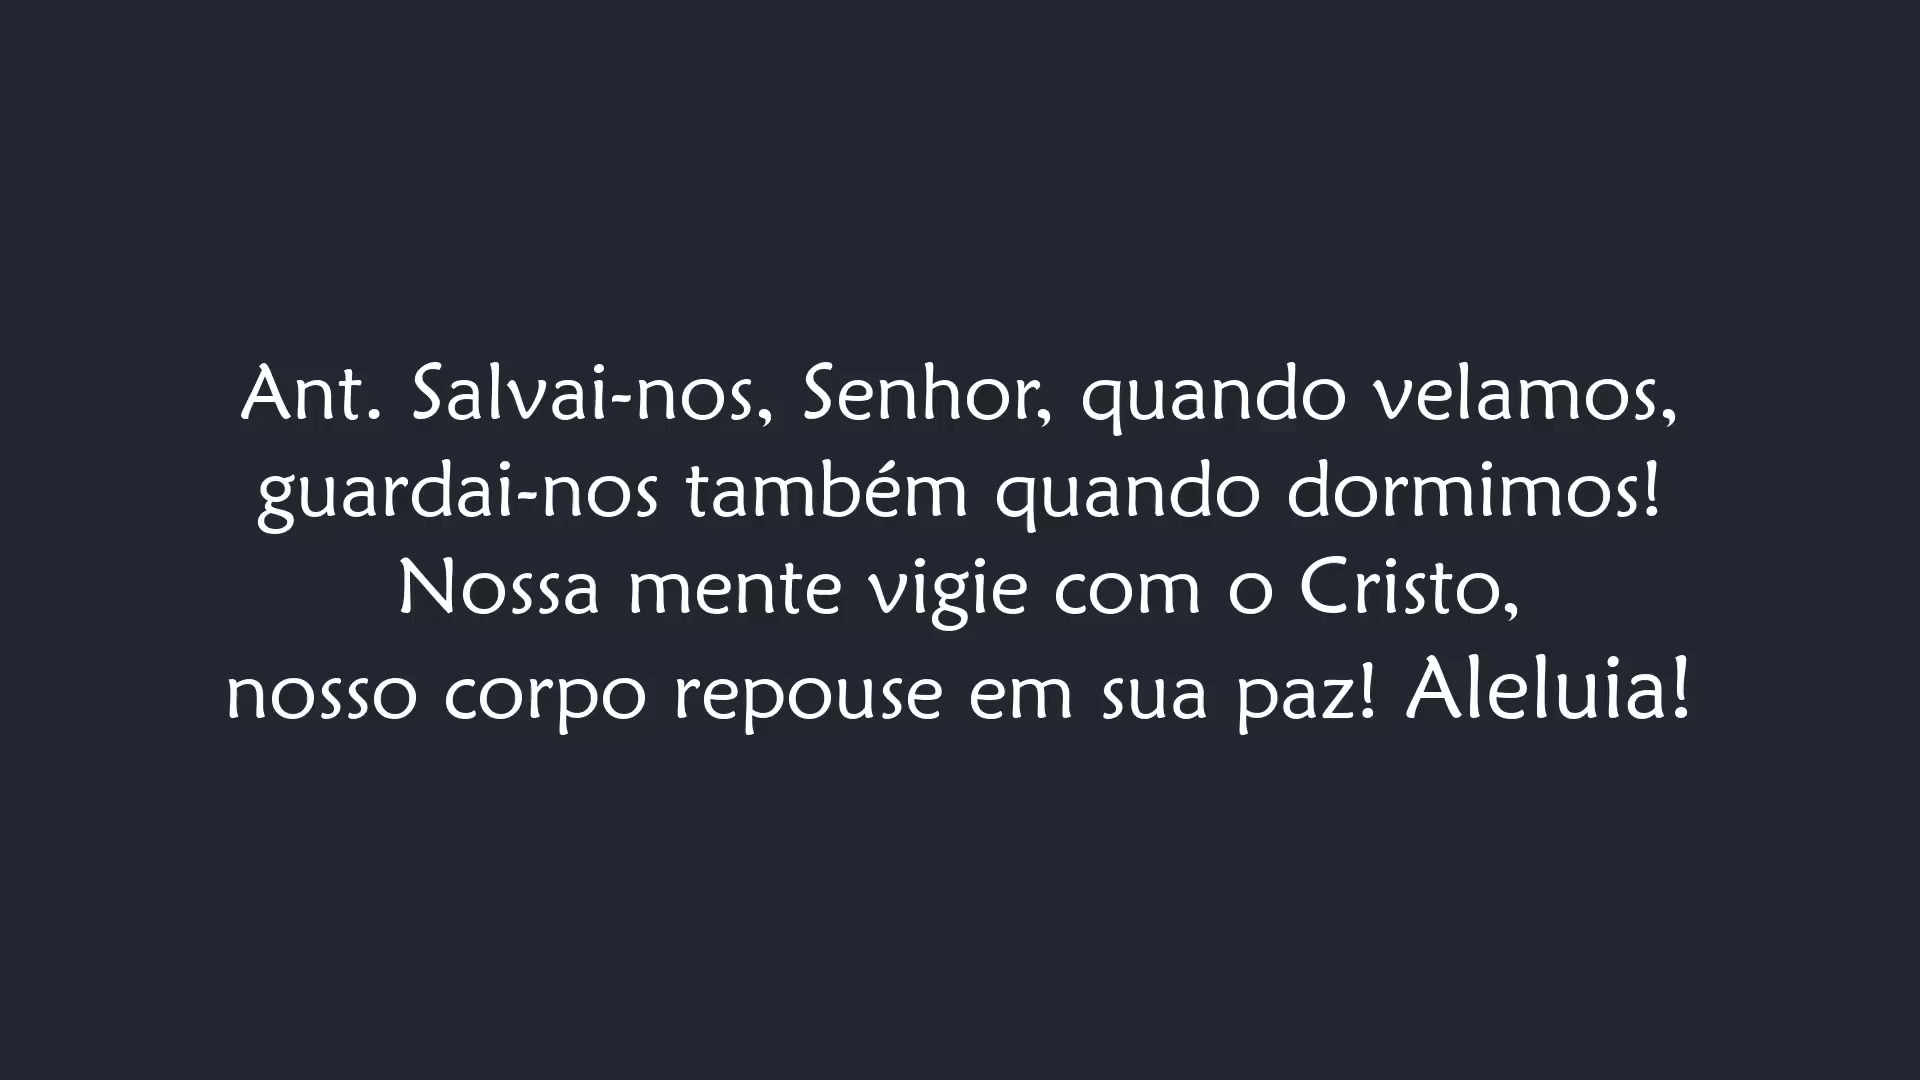 Ant. Salvai-nos, Senhor, quando velamos,
guardai-nos também quando dormimos!
Nossa mente vigie com o Cristo,
nosso corpo repouse em sua paz! Aleluia!